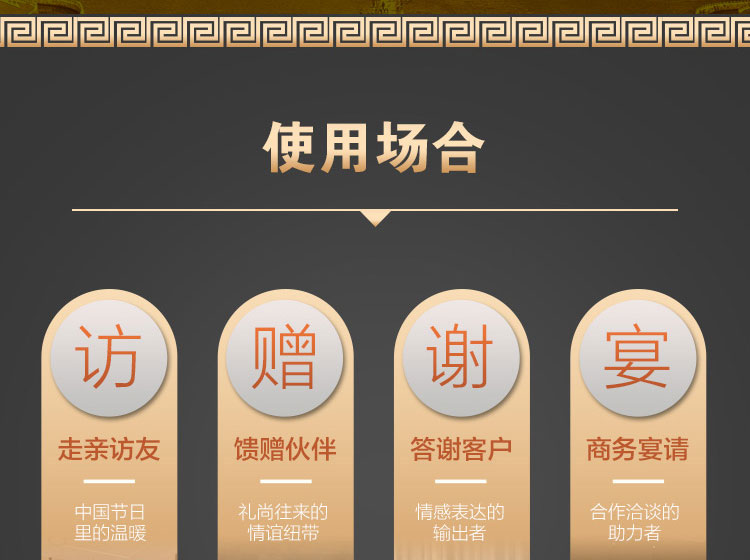 使用场合
访
走亲访友
中国节日
里的温暖
赠
馈赠伙伴
礼尚往来的
情谊纽带
谢
答谢客户
情感表达的
输出者
宴
商务宴请
合作洽谈的
助力者